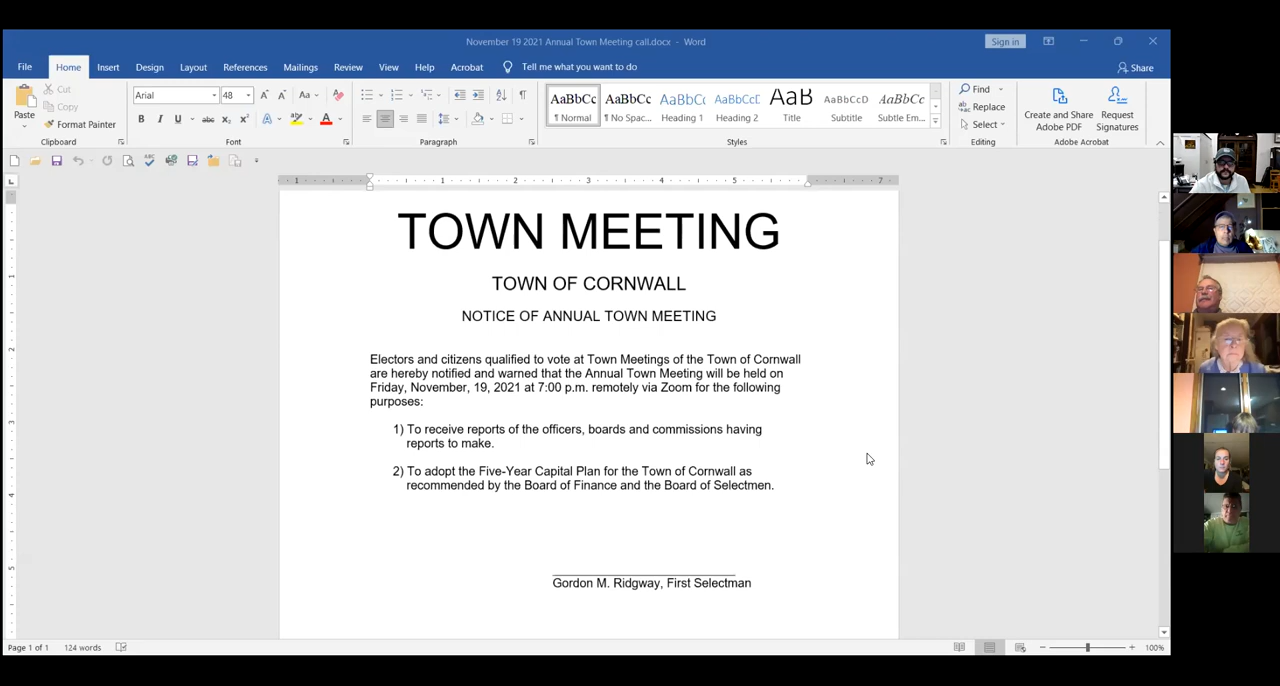 November 19 2021 Annual Town Meeting call.docx - Word
Sign in
File Home Insert Design Layout References Mailings Review View Help Acrobat Tell me what you want to do
Share
Paste
Cut
Copy
Format Painter
Clipboard
Arial 48
Font
Paragraph
AaBbCc AaBbCc AaBbCc AaBbCcC AaB AaBbCcD AaBbCc
¶ Normal ¶ No Spac... Heading 1 Heading 2 Title Subtitle Subtle Em...
Styles
Find
Replace
Select
Editing
Create and Share Adobe PDF
Request Signatures
Adobe Acrobat
1 1 2 3 4 5 7
TOWN MEETING
TOWN OF CORNWALL
NOTICE OF ANNUAL TOWN MEETING
Electors and citizens qualified to vote at Town Meetings of the Town of Cornwall
are hereby notified and warned that the Annual Town Meeting will be held on
Friday, November, 19, 2021 at 7:00 p.m. remotely via Zoom for the following
purposes:
1) To receive reports of the officers, boards and commissions having
reports to make.
2) To adopt the Five-Year Capital Plan for the Town of Cornwall as
recommended by the Board of Finance and the Board of Selectmen.
Gordon M. Ridgway, First Selectman
Page 1 of 1 124 words
100%